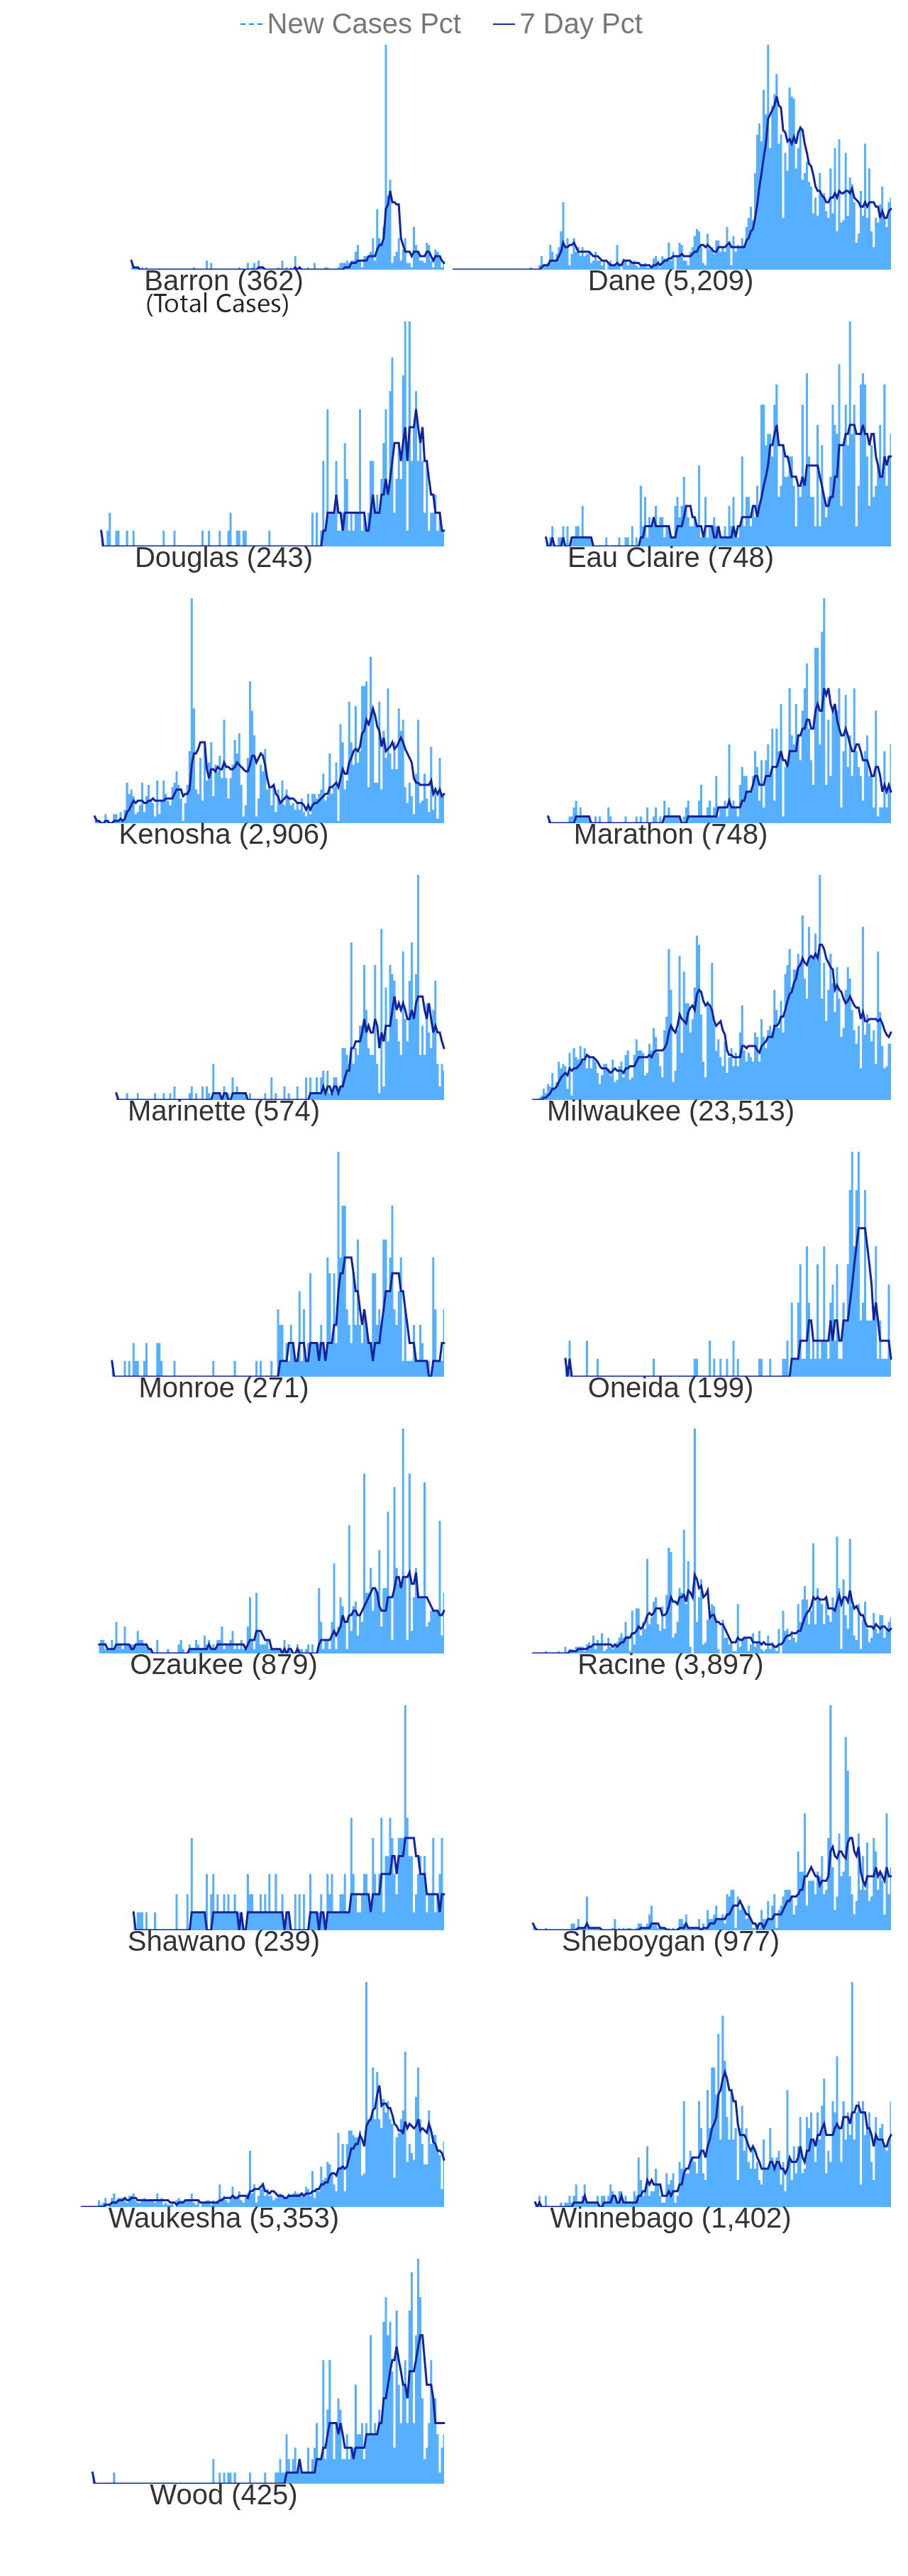 New Cases Pct 7 Day Pct
Barron (362) Dane (5,209)
(Total Cases)
Douglas (243) Eau Claire (748)
Kenosha (2,906) Marathon (748)
Marinette (574) Milwaukee (23,513)
Monroe (271) Oneida (199)
Ozaukee (879) Racine (3,897)
Shawano (239) Sheboygan (977)
Waukesha (5,353) Winnebago (1,402)
Wood (425)